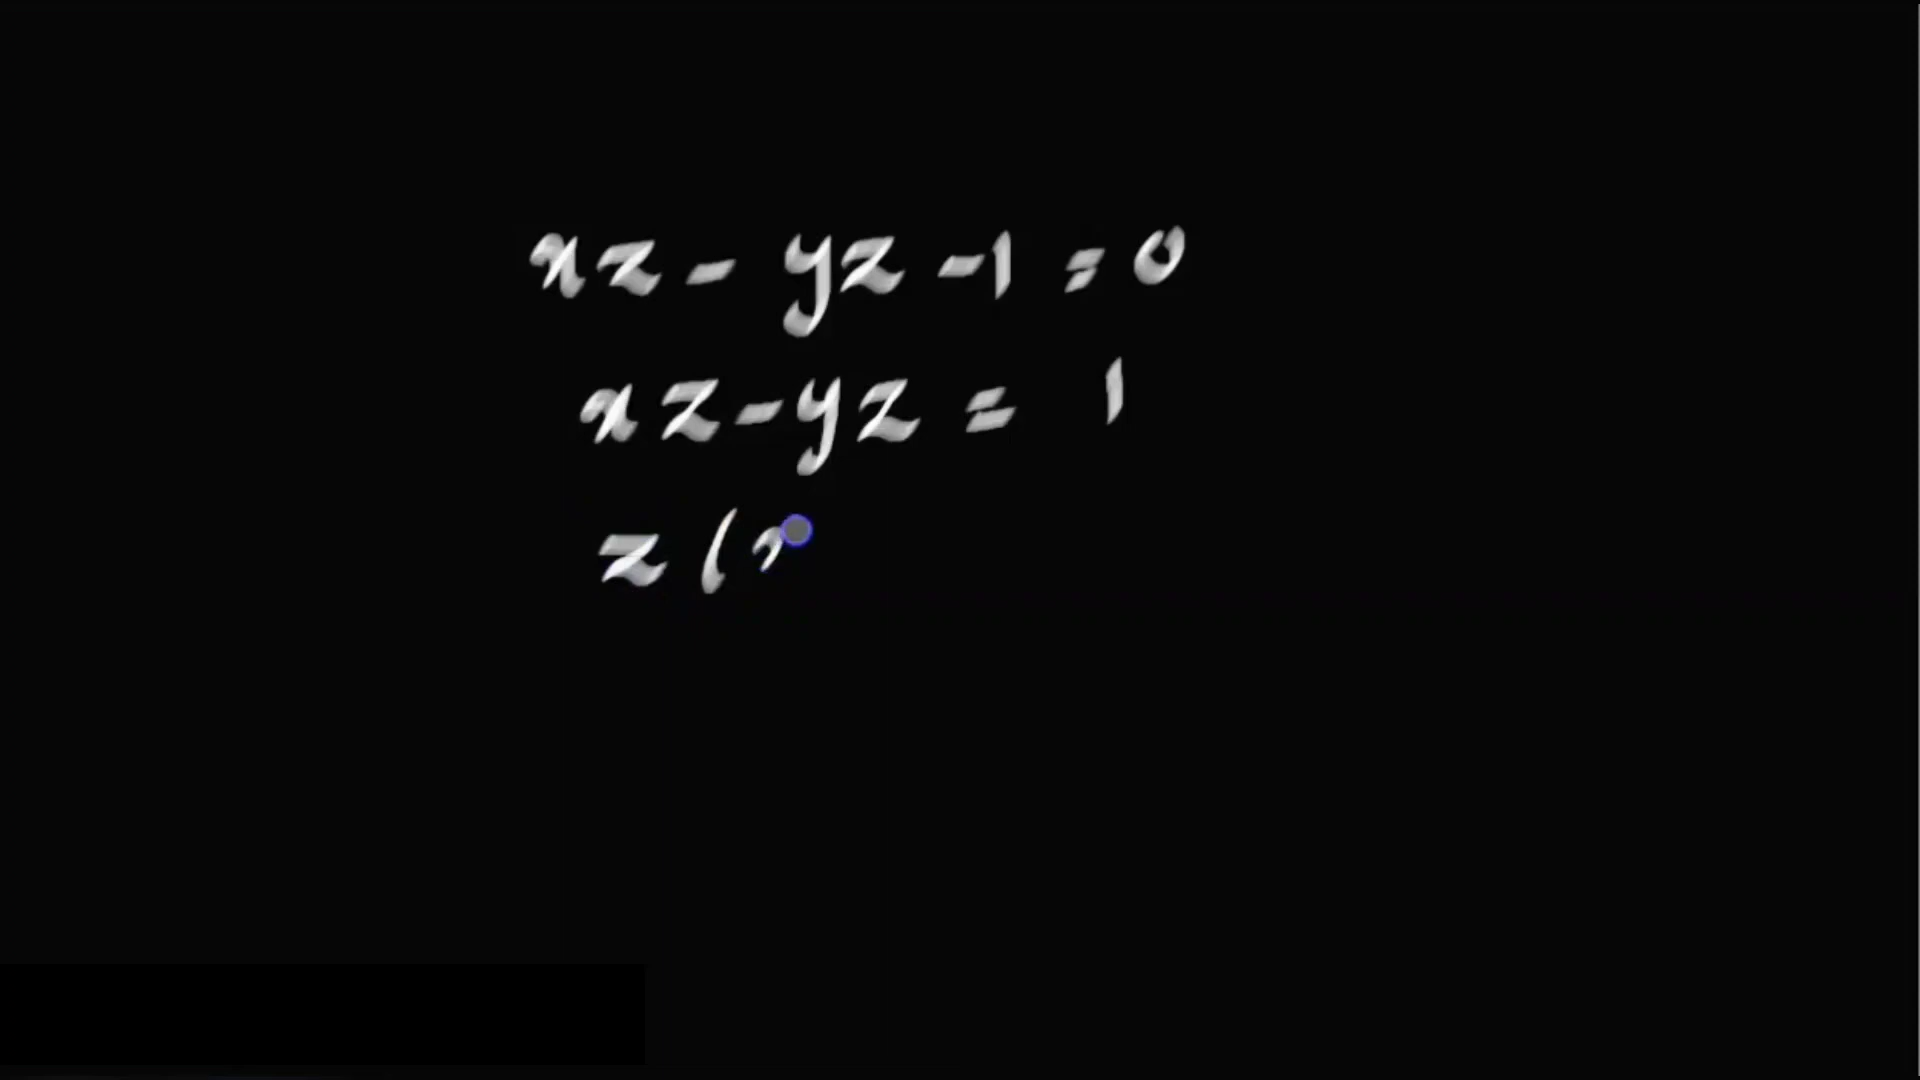 xz - yz - 1 = 0
xz - yz = 1
z (x